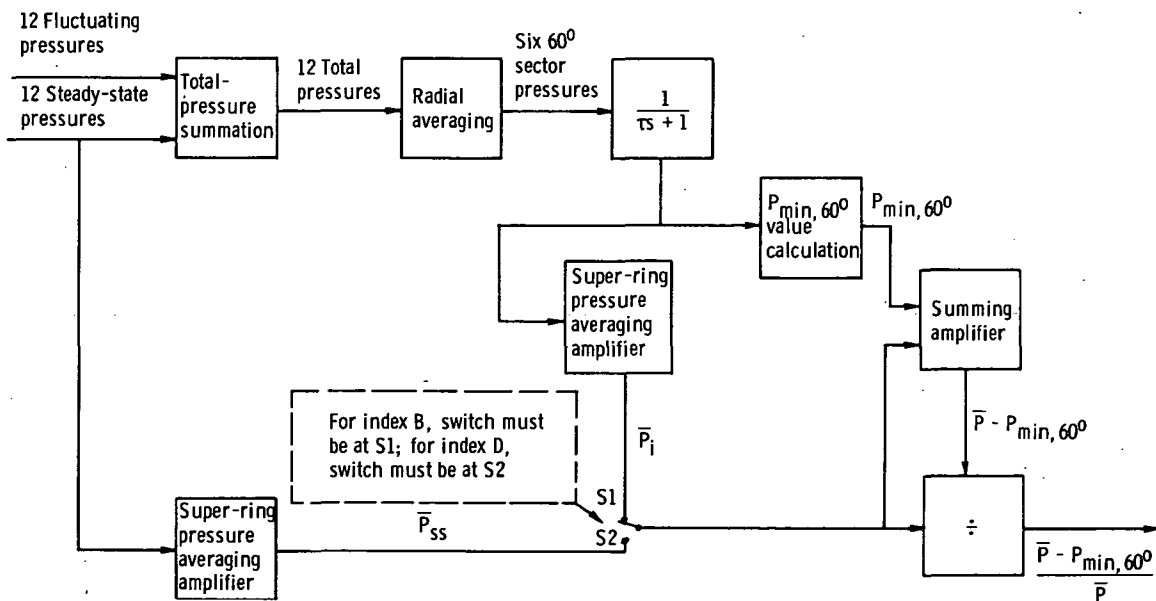 12 Fluctuating
pressures
12 Steady-state
pressures
Total-
pressure
summation
12 Total
pressures
Radial
averaging
Six 60⁰
sector
pressures
1
τs + 1
P_min, 60⁰
value
calculation
P_min, 60⁰
Super-ring
pressure
averaging
amplifier
Summing
amplifier
P̅ - P_min, 60⁰
For index B, switch must
be at S1; for index D,
switch must be at S2
P̅_i
S1
S2
P̅_ss
Super-ring
pressure
averaging
amplifier
÷
P̅ - P_min, 60⁰
P̅